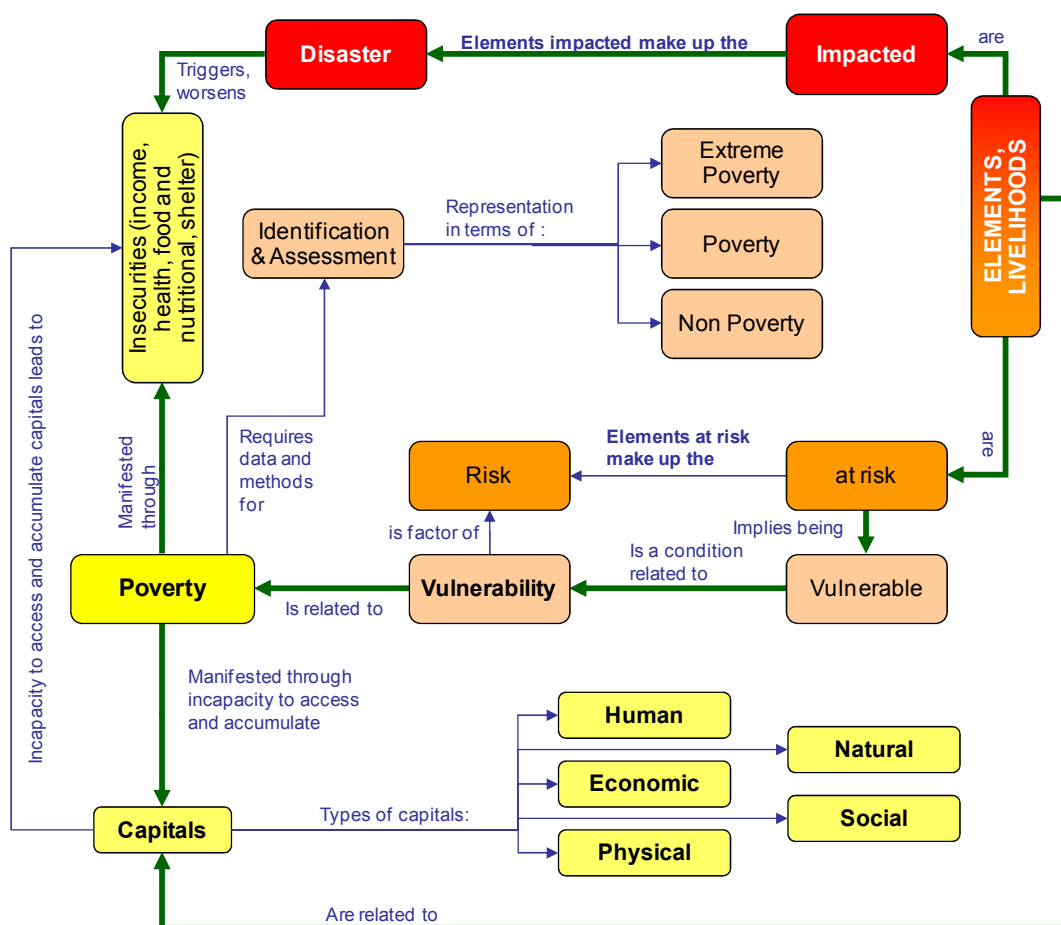 Disaster
Elements impacted make up the
Impacted
are
Triggers,
worsens
Insecurities (income,
health, food and
nutritional, shelter)
ELEMENTS,
LIVELIHOODS
Extreme
Poverty
Identification
& Assessment
Representation
in terms of :
Poverty
Non Poverty
Incapacity to access and accumulate capitals leads to
Manifested
through
Requires
data and
methods
for
are
Risk
Elements at risk
make up the
at risk
is factor of
Implies being
Is a condition
related to
Poverty
Is related to
Vulnerability
Vulnerable
Manifested through
incapacity to access
and accumulate
Human
Natural
Economic
Capitals
Types of capitals:
Social
Physical
Are related to